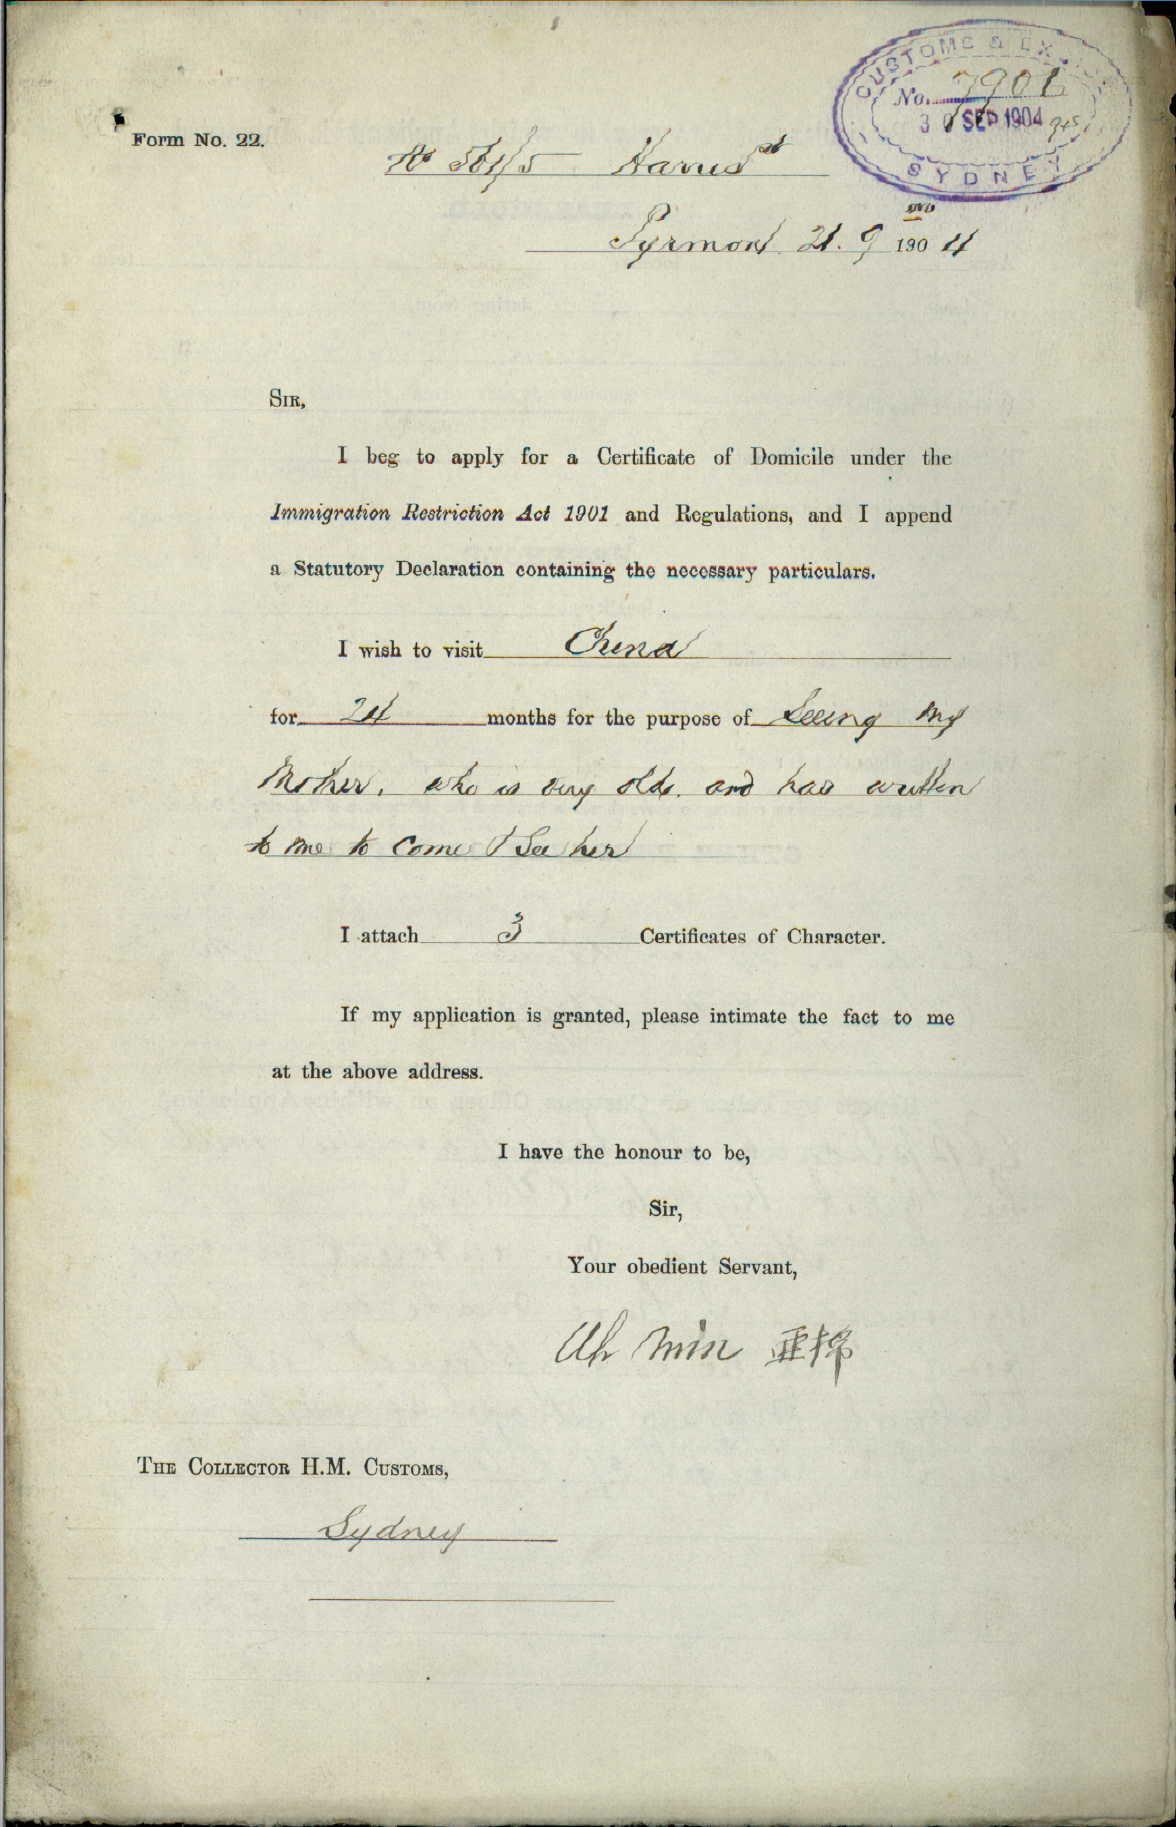 CUSTOMS & EX
No. 7901
30 SEP 1904
SYDNEY
Form No. 22.
Harris St
Pyrmont 21. 9 1904
SIR,
I beg to apply for a Certificate of Domicile under the
Immigration Restriction Act 1901 and Regulations, and I append
a Statutory Declaration containing the necessary particulars.
I wish to visit China
for 24 months for the purpose of Seeing my
Mother. who is very old. and has written
to me to come & See her
I attach 3 Certificates of Character.
If my application is granted, please intimate the fact to me
at the above address.
I have the honour to be,
Sir,
Your obedient Servant,
Ah Min 亜棉
THE COLLECTOR H.M. CUSTOMS,
Sydney